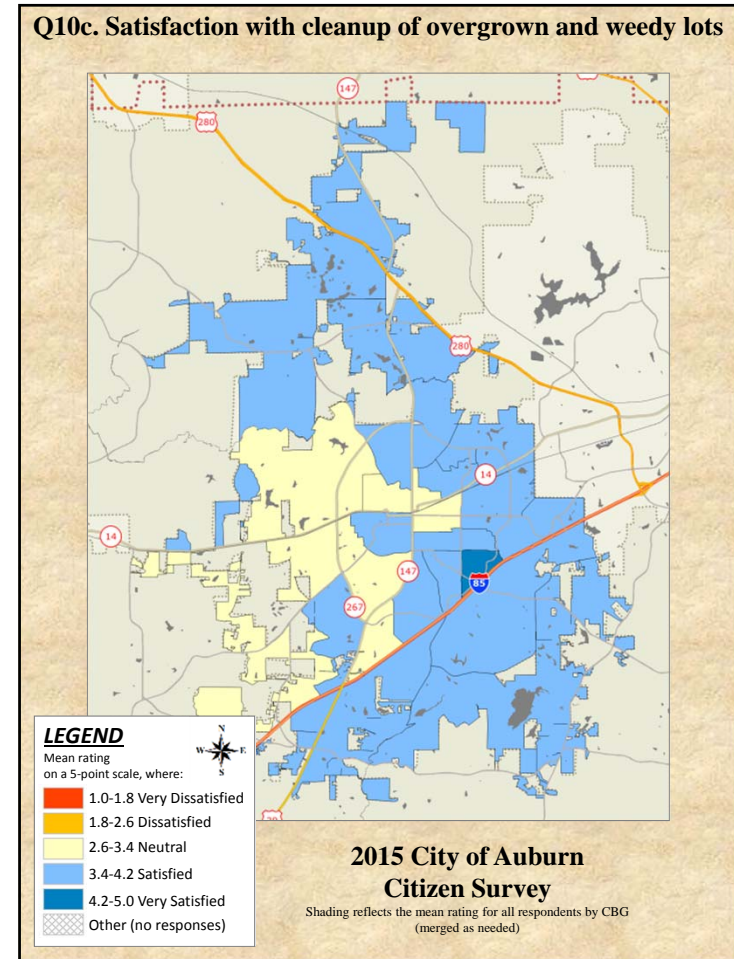 Q10c. Satisfaction with cleanup of overgrown and weedy lots
147
280
280
14
14
85
147
267
LEGEND
Mean rating
on a 5-point scale, where:
N
W E
S
1.0-1.8 Very Dissatisfied
1.8-2.6 Dissatisfied
2.6-3.4 Neutral
3.4-4.2 Satisfied
4.2-5.0 Very Satisfied
Other (no responses)
2015 City of Auburn
Citizen Survey
Shading reflects the mean rating for all respondents by CBG
(merged as needed)